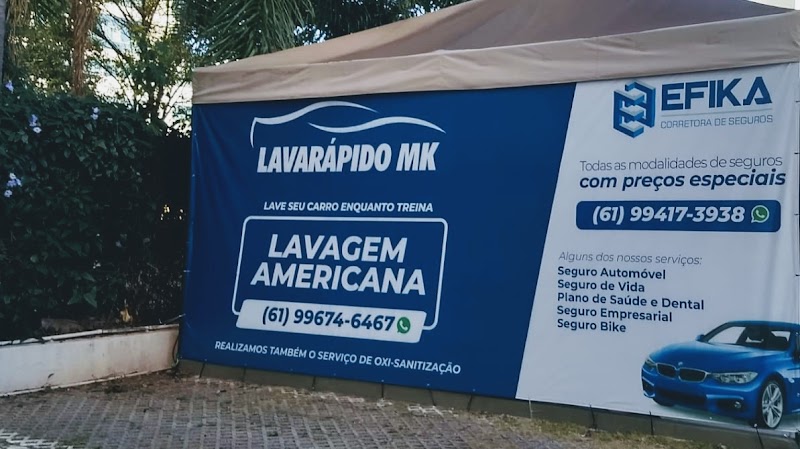 LAVARÁPIDO MK
LAVE SEU CARRO ENQUANTO TREINA
LAVAGEM
AMERICANA
(61) 99674-6467
REALIZAMOS TAMBÉM O SERVIÇO DE OXI-SANITIZAÇÃO
EFIKA
CORRETORA DE SEGUROS
Todas as modalidades de seguros
com preços especiais
(61) 99417-3938
Alguns dos nossos serviços:
Seguro Automóvel
Seguro de Vida
Plano de Saúde e Dental
Seguro Empresarial
Seguro Bike